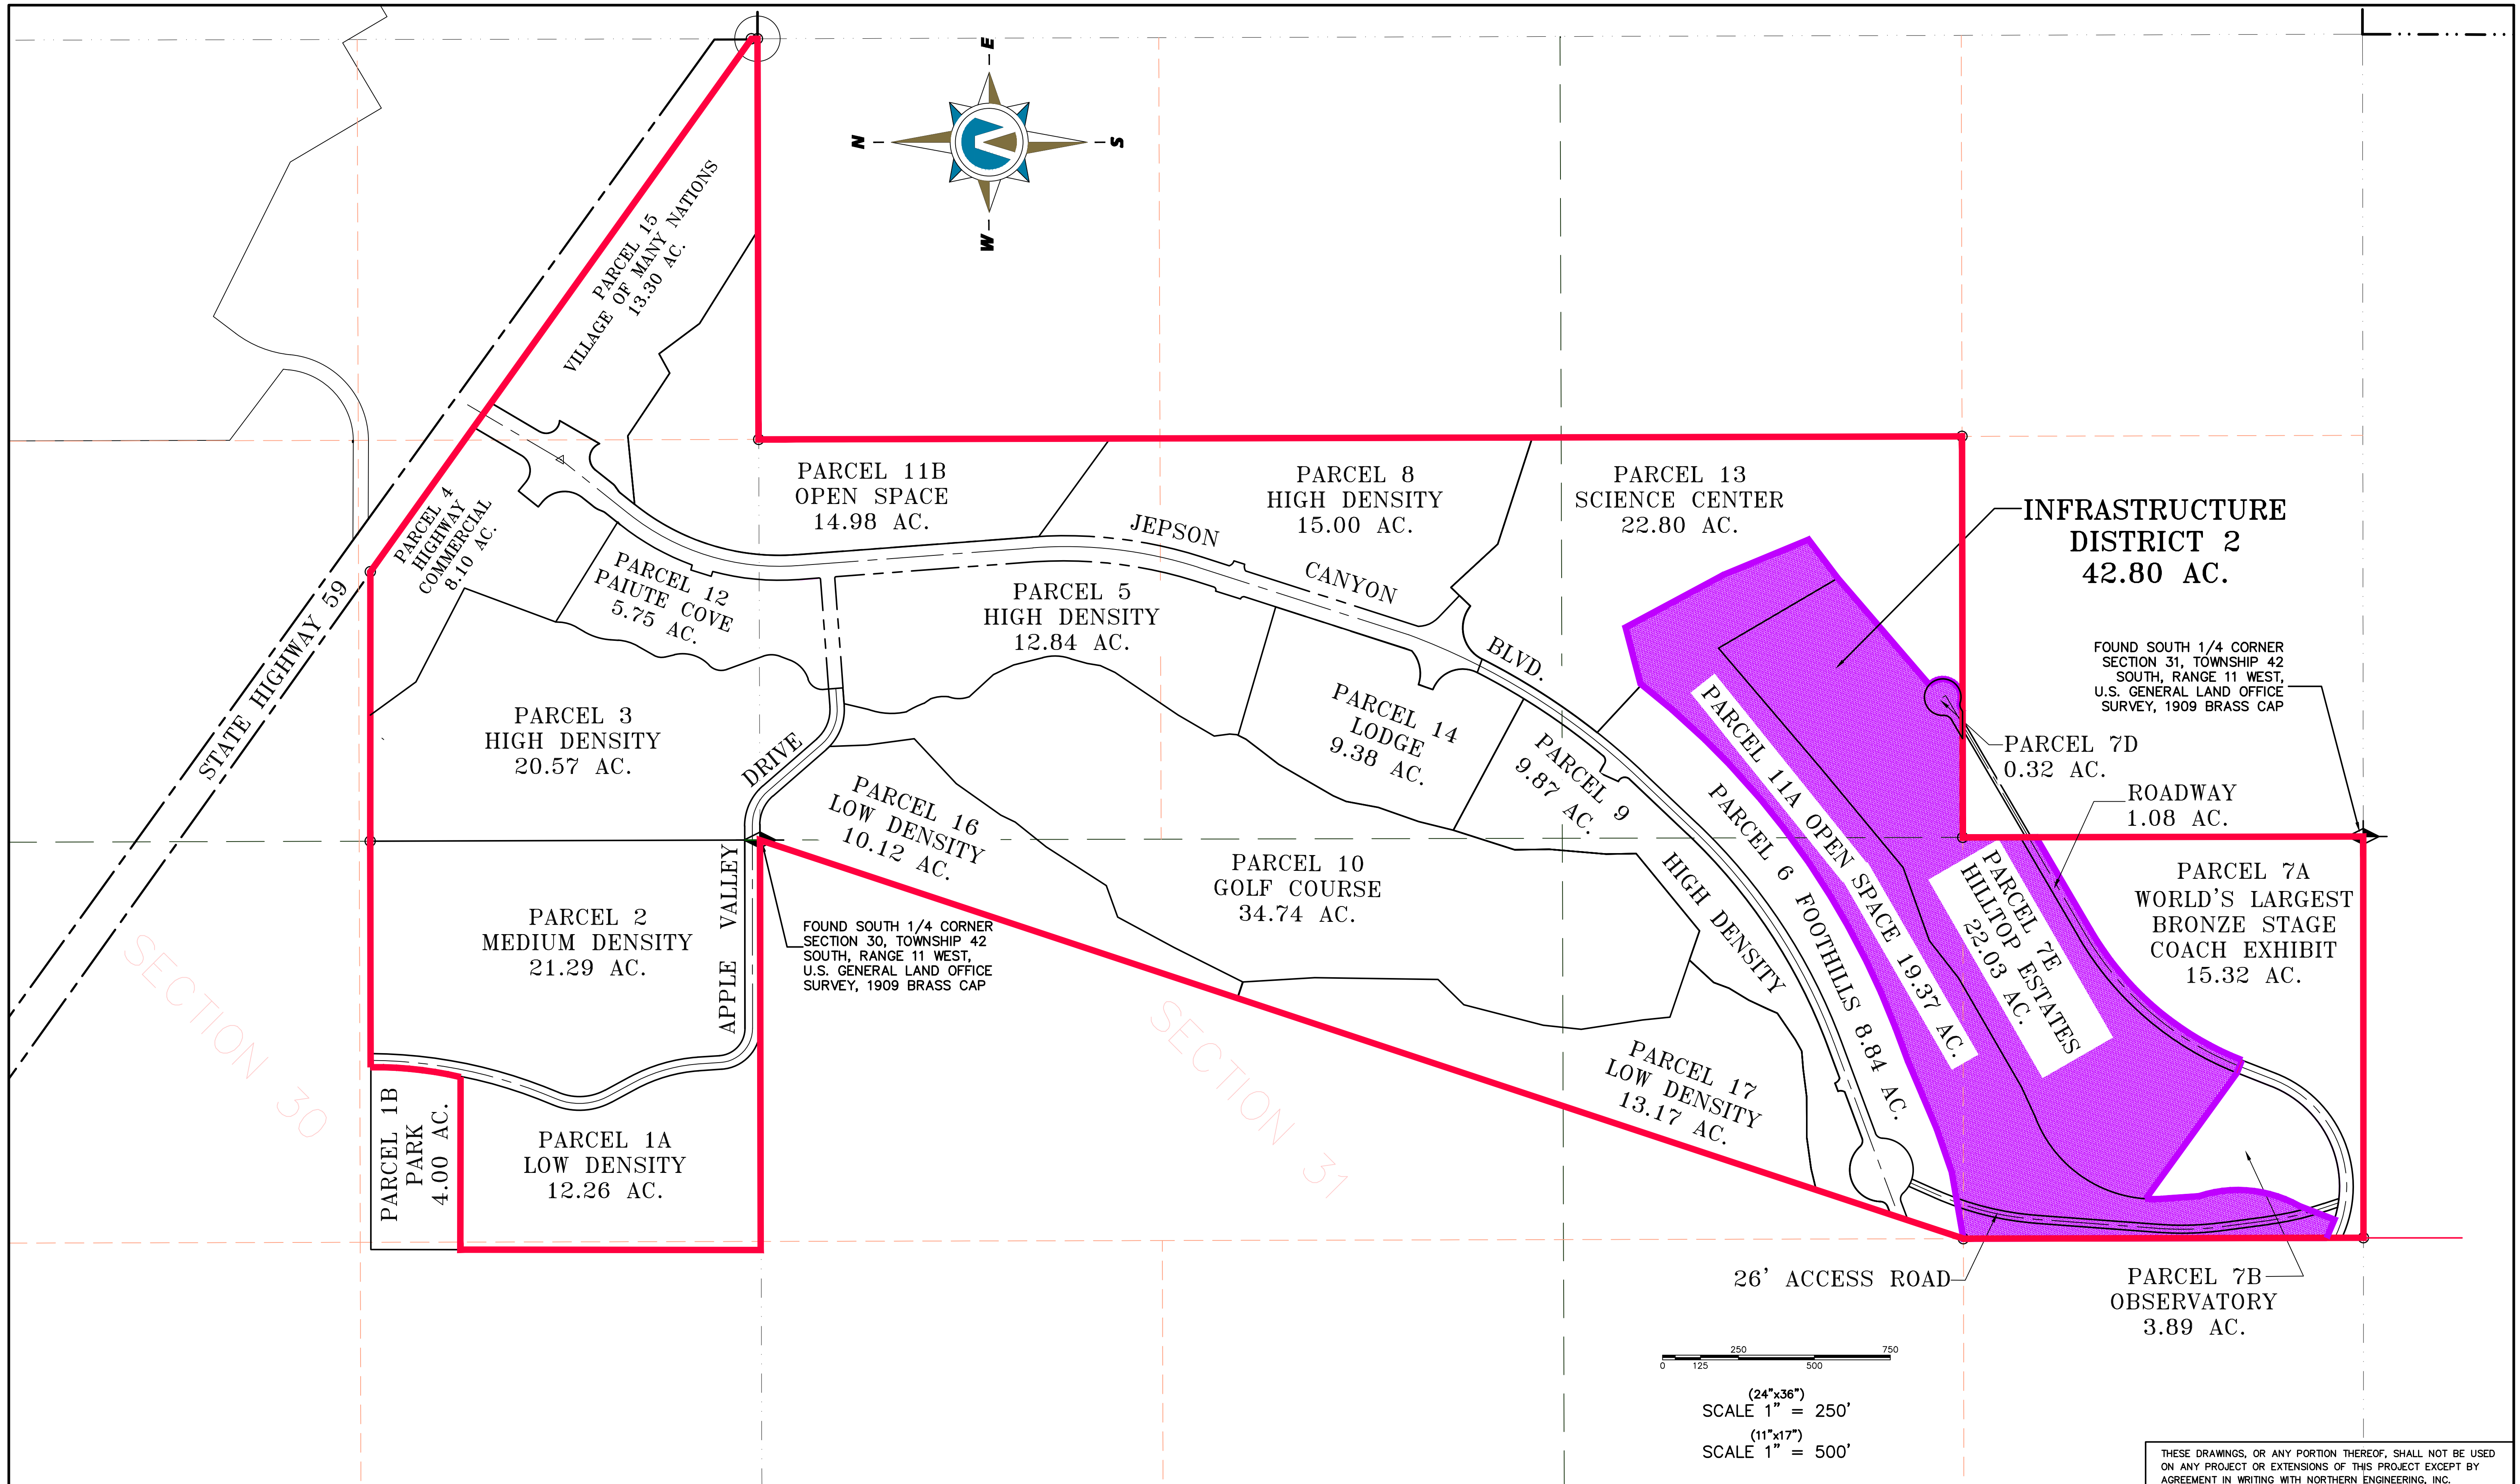 E
N
S
W
PARCEL 15
VILLAGE OF MANY NATIONS
13.30 AC.
PARCEL 4
HIGHWAY
COMMERCIAL
8.10 AC.
STATE HIGHWAY 59
PARCEL 11B
OPEN SPACE
14.98 AC.
PARCEL 8
HIGH DENSITY
15.00 AC.
PARCEL 13
SCIENCE CENTER
22.80 AC.
INFRASTRUCTURE
DISTRICT 2
42.80 AC.
JEPSON CANYON BLVD.
PARCEL 12
PAIUTE COVE
5.75 AC.
PARCEL 5
HIGH DENSITY
12.84 AC.
FOUND SOUTH 1/4 CORNER
SECTION 31, TOWNSHIP 42
SOUTH, RANGE 11 WEST,
U.S. GENERAL LAND OFFICE
SURVEY, 1909 BRASS CAP
PARCEL 3
HIGH DENSITY
20.57 AC.
APPLE VALLEY DRIVE
PARCEL 14
LODGE
9.38 AC.
PARCEL 9
9.87 AC.
HIGH DENSITY
PARCEL 7D
0.32 AC.
ROADWAY
1.08 AC.
PARCEL 16
LOW DENSITY
10.12 AC.
PARCEL 10
GOLF COURSE
34.74 AC.
PARCEL 6 FOOTHILLS 8.84 AC.
PARCEL 11A OPEN SPACE 19.37 AC.
PARCEL 7E
HILLTOP ESTATES
22.03 AC.
PARCEL 7A
WORLD'S LARGEST
BRONZE STAGE
COACH EXHIBIT
15.32 AC.
PARCEL 2
MEDIUM DENSITY
21.29 AC.
FOUND SOUTH 1/4 CORNER
SECTION 30, TOWNSHIP 42
SOUTH, RANGE 11 WEST,
U.S. GENERAL LAND OFFICE
SURVEY, 1909 BRASS CAP
SECTION 30
SECTION 31
PARCEL 17
LOW DENSITY
13.17 AC.
PARCEL 1B
PARK
4.00 AC.
PARCEL 1A
LOW DENSITY
12.26 AC.
26' ACCESS ROAD
PARCEL 7B
OBSERVATORY
3.89 AC.
250 750
0 125 500
(24"x36")
SCALE 1" = 250'
(11"x17")
SCALE 1" = 500'
THESE DRAWINGS, OR ANY PORTION THEREOF, SHALL NOT BE USED
ON ANY PROJECT OR EXTENSIONS OF THIS PROJECT EXCEPT BY
AGREEMENT IN WRITING WITH NORTHERN ENGINEERING, INC.